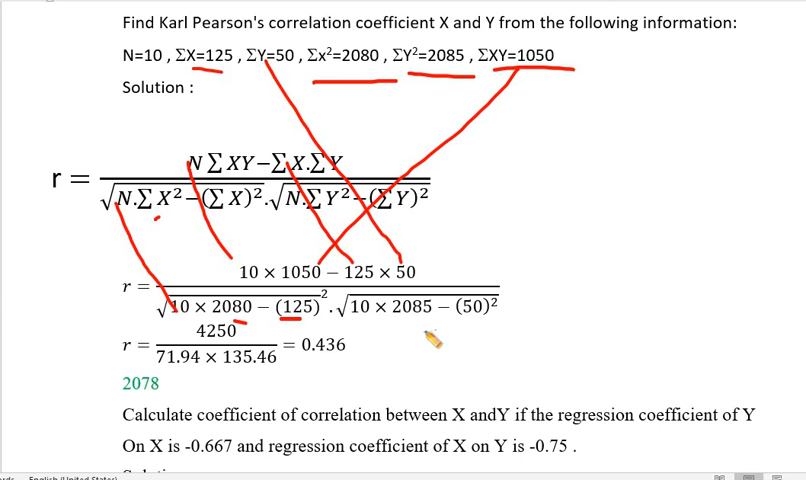 Find Karl Pearson's correlation coefficient X and Y from the following information:
N=10 , ΣX=125 , ΣY=50 , Σx²=2080 , ΣY²=2085 , ΣXY=1050
Solution :
r = (N ∑ XY − ∑ X. ∑ Y) / (√(N. ∑ X² − (∑ X)²) . √(N. ∑ Y² − (∑ Y)²))
r = (10 × 1050 − 125 × 50) / (√(10 × 2080 − (125)²) . √(10 × 2085 − (50)²))
r = 4250 / (71.94 × 135.46) = 0.436
2078
Calculate coefficient of correlation between X andY if the regression coefficient of Y
On X is -0.667 and regression coefficient of X on Y is -0.75 .
English (United States)